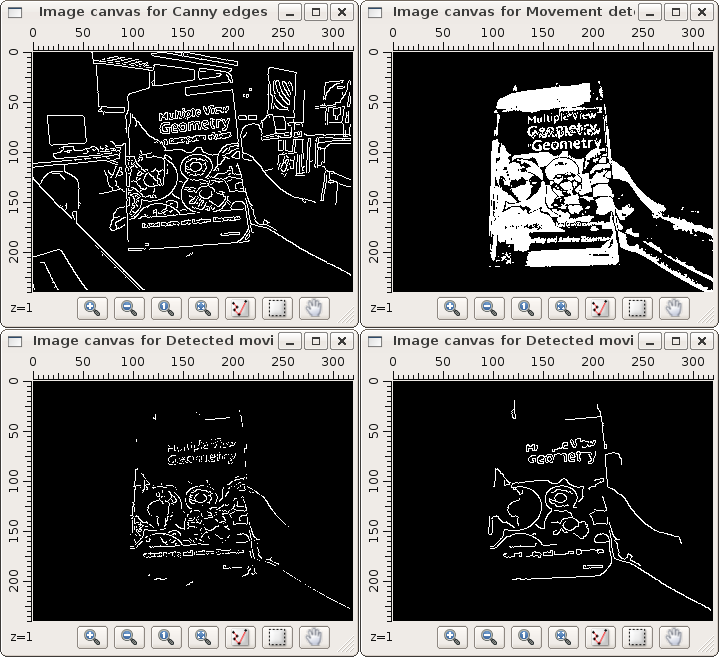 Image canvas for Canny edges
0 50 100 150 200 250 300
0
50
100
150
200
Multiple View
Geometry
z=1
Image canvas for Movement det
0 50 100 150 200 250 300
0
50
100
150
200
Multiple View
Geometry
Geometry
and Andrew Zisserman
z=1
Image canvas for Detected movi
0 50 100 150 200 250 300
0
50
100
150
200
Multiple View
Geometry
z=1
Image canvas for Detected movi
0 50 100 150 200 250 300
0
50
100
150
200
View
Geometry
z=1